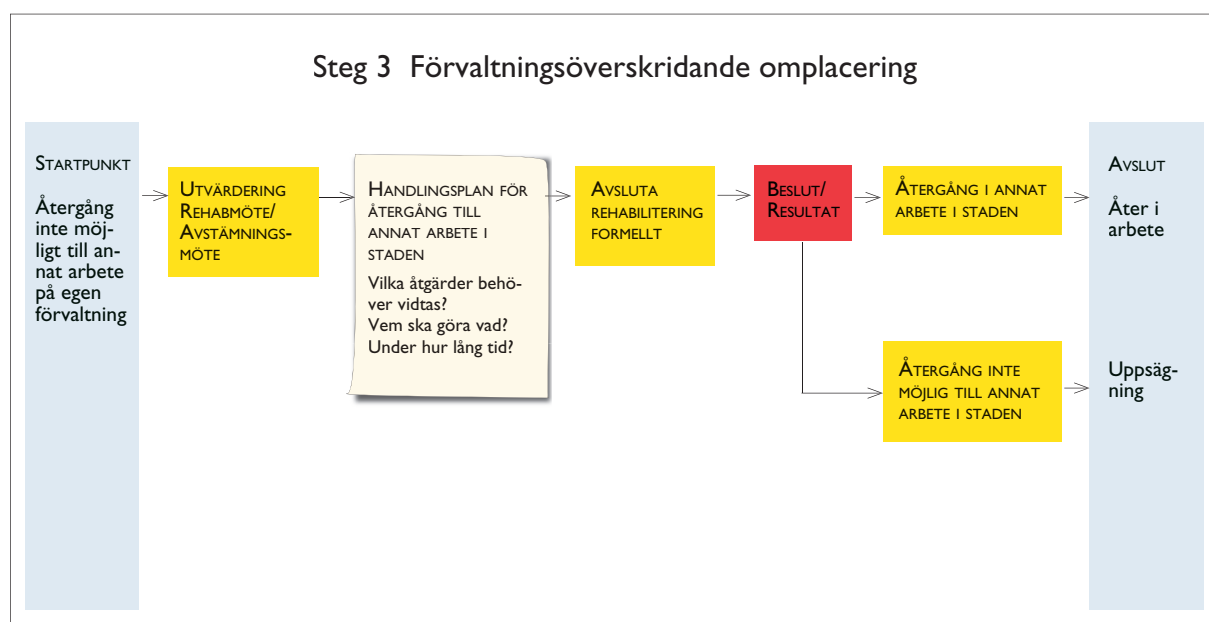 Steg 3 Förvaltningsöverskridande omplacering
STARTPUNKT
Återgång
inte möj-
ligt till an-
nat arbete
på egen
förvaltning
UTVÄRDERING
REHABMÖTE/
AVSTÄMNINGS-
MÖTE
HANDLINGSPLAN FÖR
ÅTERGÅNG TILL
ANNAT ARBETE I
STADEN
Vilka åtgärder behö-
ver vidtas?
Vem ska göra vad?
Under hur lång tid?
AVSLUTA
REHABILITERING
FORMELLT
BESLUT/
RESULTAT
ÅTERGÅNG I ANNAT
ARBETE I STADEN
ÅTERGÅNG INTE
MÖJLIG TILL ANNAT
ARBETE I STADEN
AVSLUT
Åter i
arbete
Uppsäg-
ning